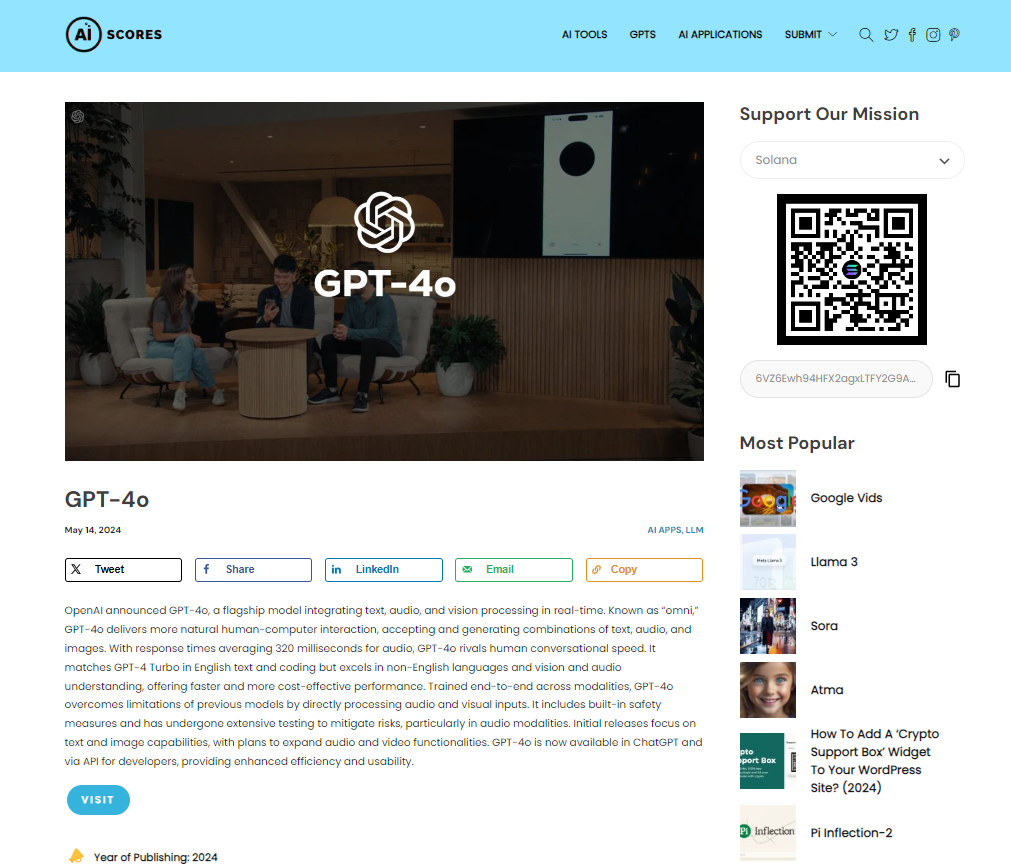 Ai SCORES
AI TOOLS
GPTS
AI APPLICATIONS
SUBMIT
GPT-4o
Support Our Mission
Solana
6VZ6Ewh94HFX2agxLTFY2G9A...
GPT-4o
May 14, 2024
AI APPS, LLM
Tweet
Share
LinkedIn
Email
Copy
OpenAI announced GPT-4o, a flagship model integrating text, audio, and vision processing in real-time. Known as “omni,”
GPT-4o delivers more natural human-computer interaction, accepting and generating combinations of text, audio, and
images. With response times averaging 320 milliseconds for audio, GPT-4o rivals human conversational speed. It
matches GPT-4 Turbo in English text and coding but excels in non-English languages and vision and audio
understanding, offering faster and more cost-effective performance. Trained end-to-end across modalities, GPT-4o
overcomes limitations of previous models by directly processing audio and visual inputs. It includes built-in safety
measures and has undergone extensive testing to mitigate risks, particularly in audio modalities. Initial releases focus on
text and image capabilities, with plans to expand audio and video functionalities. GPT-4o is now available in ChatGPT and
via API for developers, providing enhanced efficiency and usability.
VISIT
Year of Publishing: 2024
Most Popular
Google
Google Vids
Meta Llama 3
Llama 3
Sora
Atma
pto
pport Box
How To Add A ‘Crypto
Support Box’ Widget
To Your WordPress
Site? (2024)
Pi Inflection
Pi Inflection-2